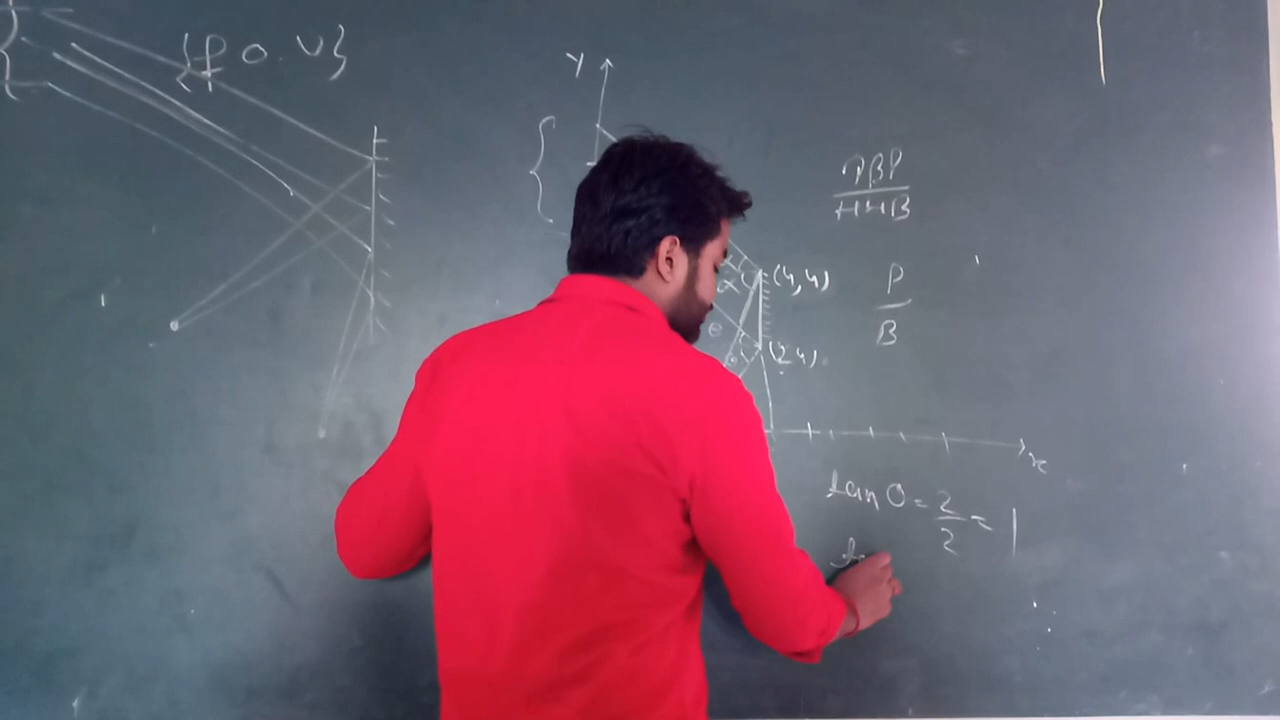 {f o. v}
Y
PBP
HHB
(4,4)
α
P
B
e
(2 4).
x
tan θ = 2/2 = 1